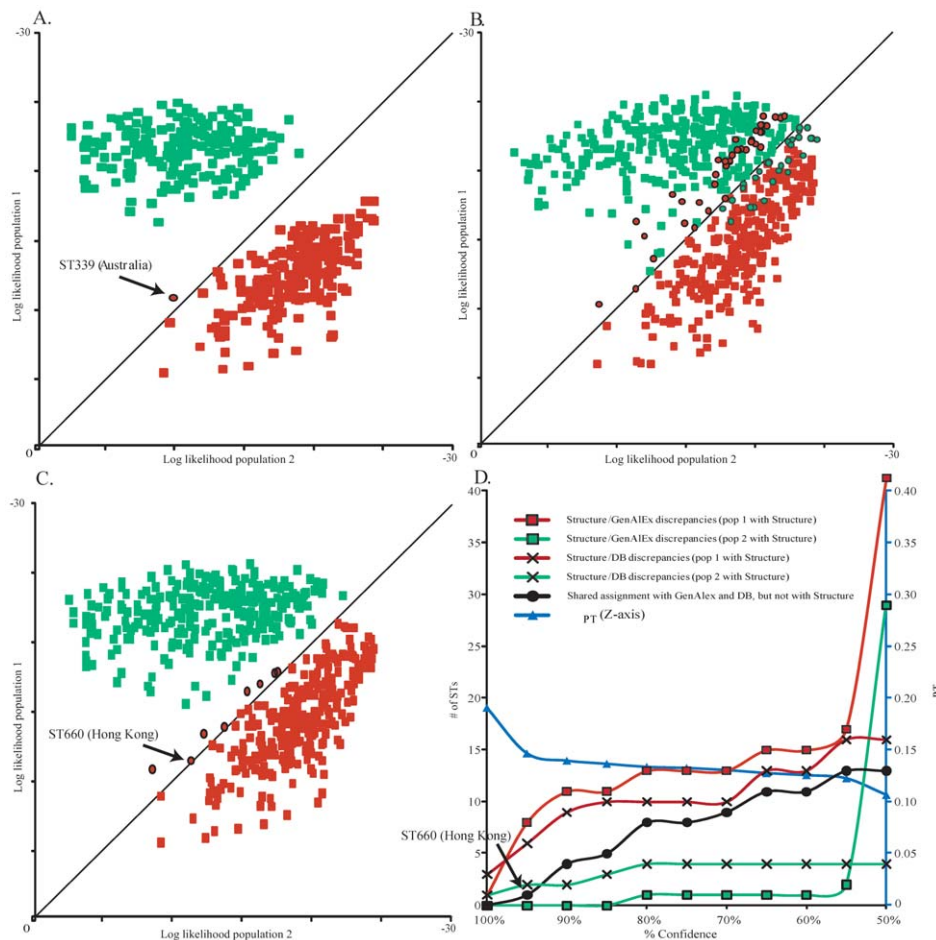 A.
-30
Log likelihood population 1
ST339 (Australia)
0
Log likelihood population 2
-30
B.
-30
Log likelihood population 1
0
Log likelihood population 2
-30
C.
-30
Log likelihood population 1
ST660 (Hong Kong)
0
Log likelihood population 2
-30
D.
40
35
30
25
20
15
10
5
0
# of STs
Structure/GenAlEx discrepancies (pop 1 with Structure)
Structure/GenAlEx discrepancies (pop 2 with Structure)
Structure/DB discrepancies (pop 1 with Structure)
Structure/DB discrepancies (pop 2 with Structure)
Shared assignment with GenAlex and DB, but not with Structure
PT (Z-axis)
ST660 (Hong Kong)
0.40
0.35
0.30
0.25
0.20
0.15
0.10
0.05
0.00
PT
100%
90%
80%
70%
60%
50%
% Confidence